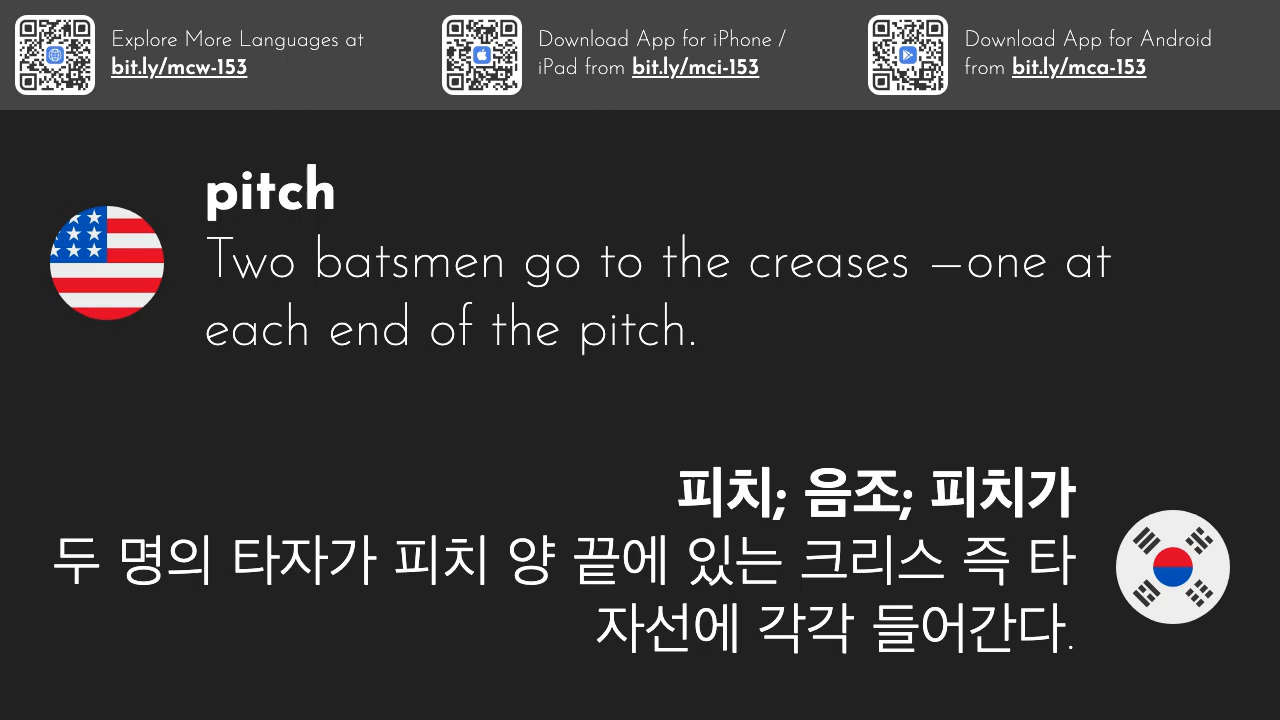 Explore More Languages at
bit.ly/mcw-153
Download App for iPhone /
iPad from bit.ly/mci-153
Download App for Android
from bit.ly/mca-153
pitch
Two batsmen go to the creases —one at
each end of the pitch.
피치; 음조; 피치가
두 명의 타자가 피치 양 끝에 있는 크리스 즉 타
자선에 각각 들어간다.